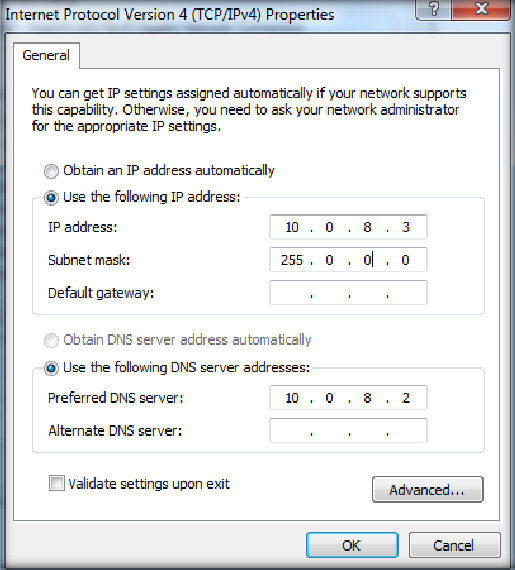 Internet Protocol Version 4 (TCP/IPv4) Properties
?
General
You can get IP settings assigned automatically if your network supports
this capability. Otherwise, you need to ask your network administrator
for the appropriate IP settings.
Obtain an IP address automatically
Use the following IP address:
IP address: 10 . 0 . 8 . 3
Subnet mask: 255 . 0 . 0 . 0
Default gateway: . . .
Obtain DNS server address automatically
Use the following DNS server addresses:
Preferred DNS server: 10 . 0 . 8 . 2
Alternate DNS server: . . .
Validate settings upon exit
Advanced...
OK Cancel